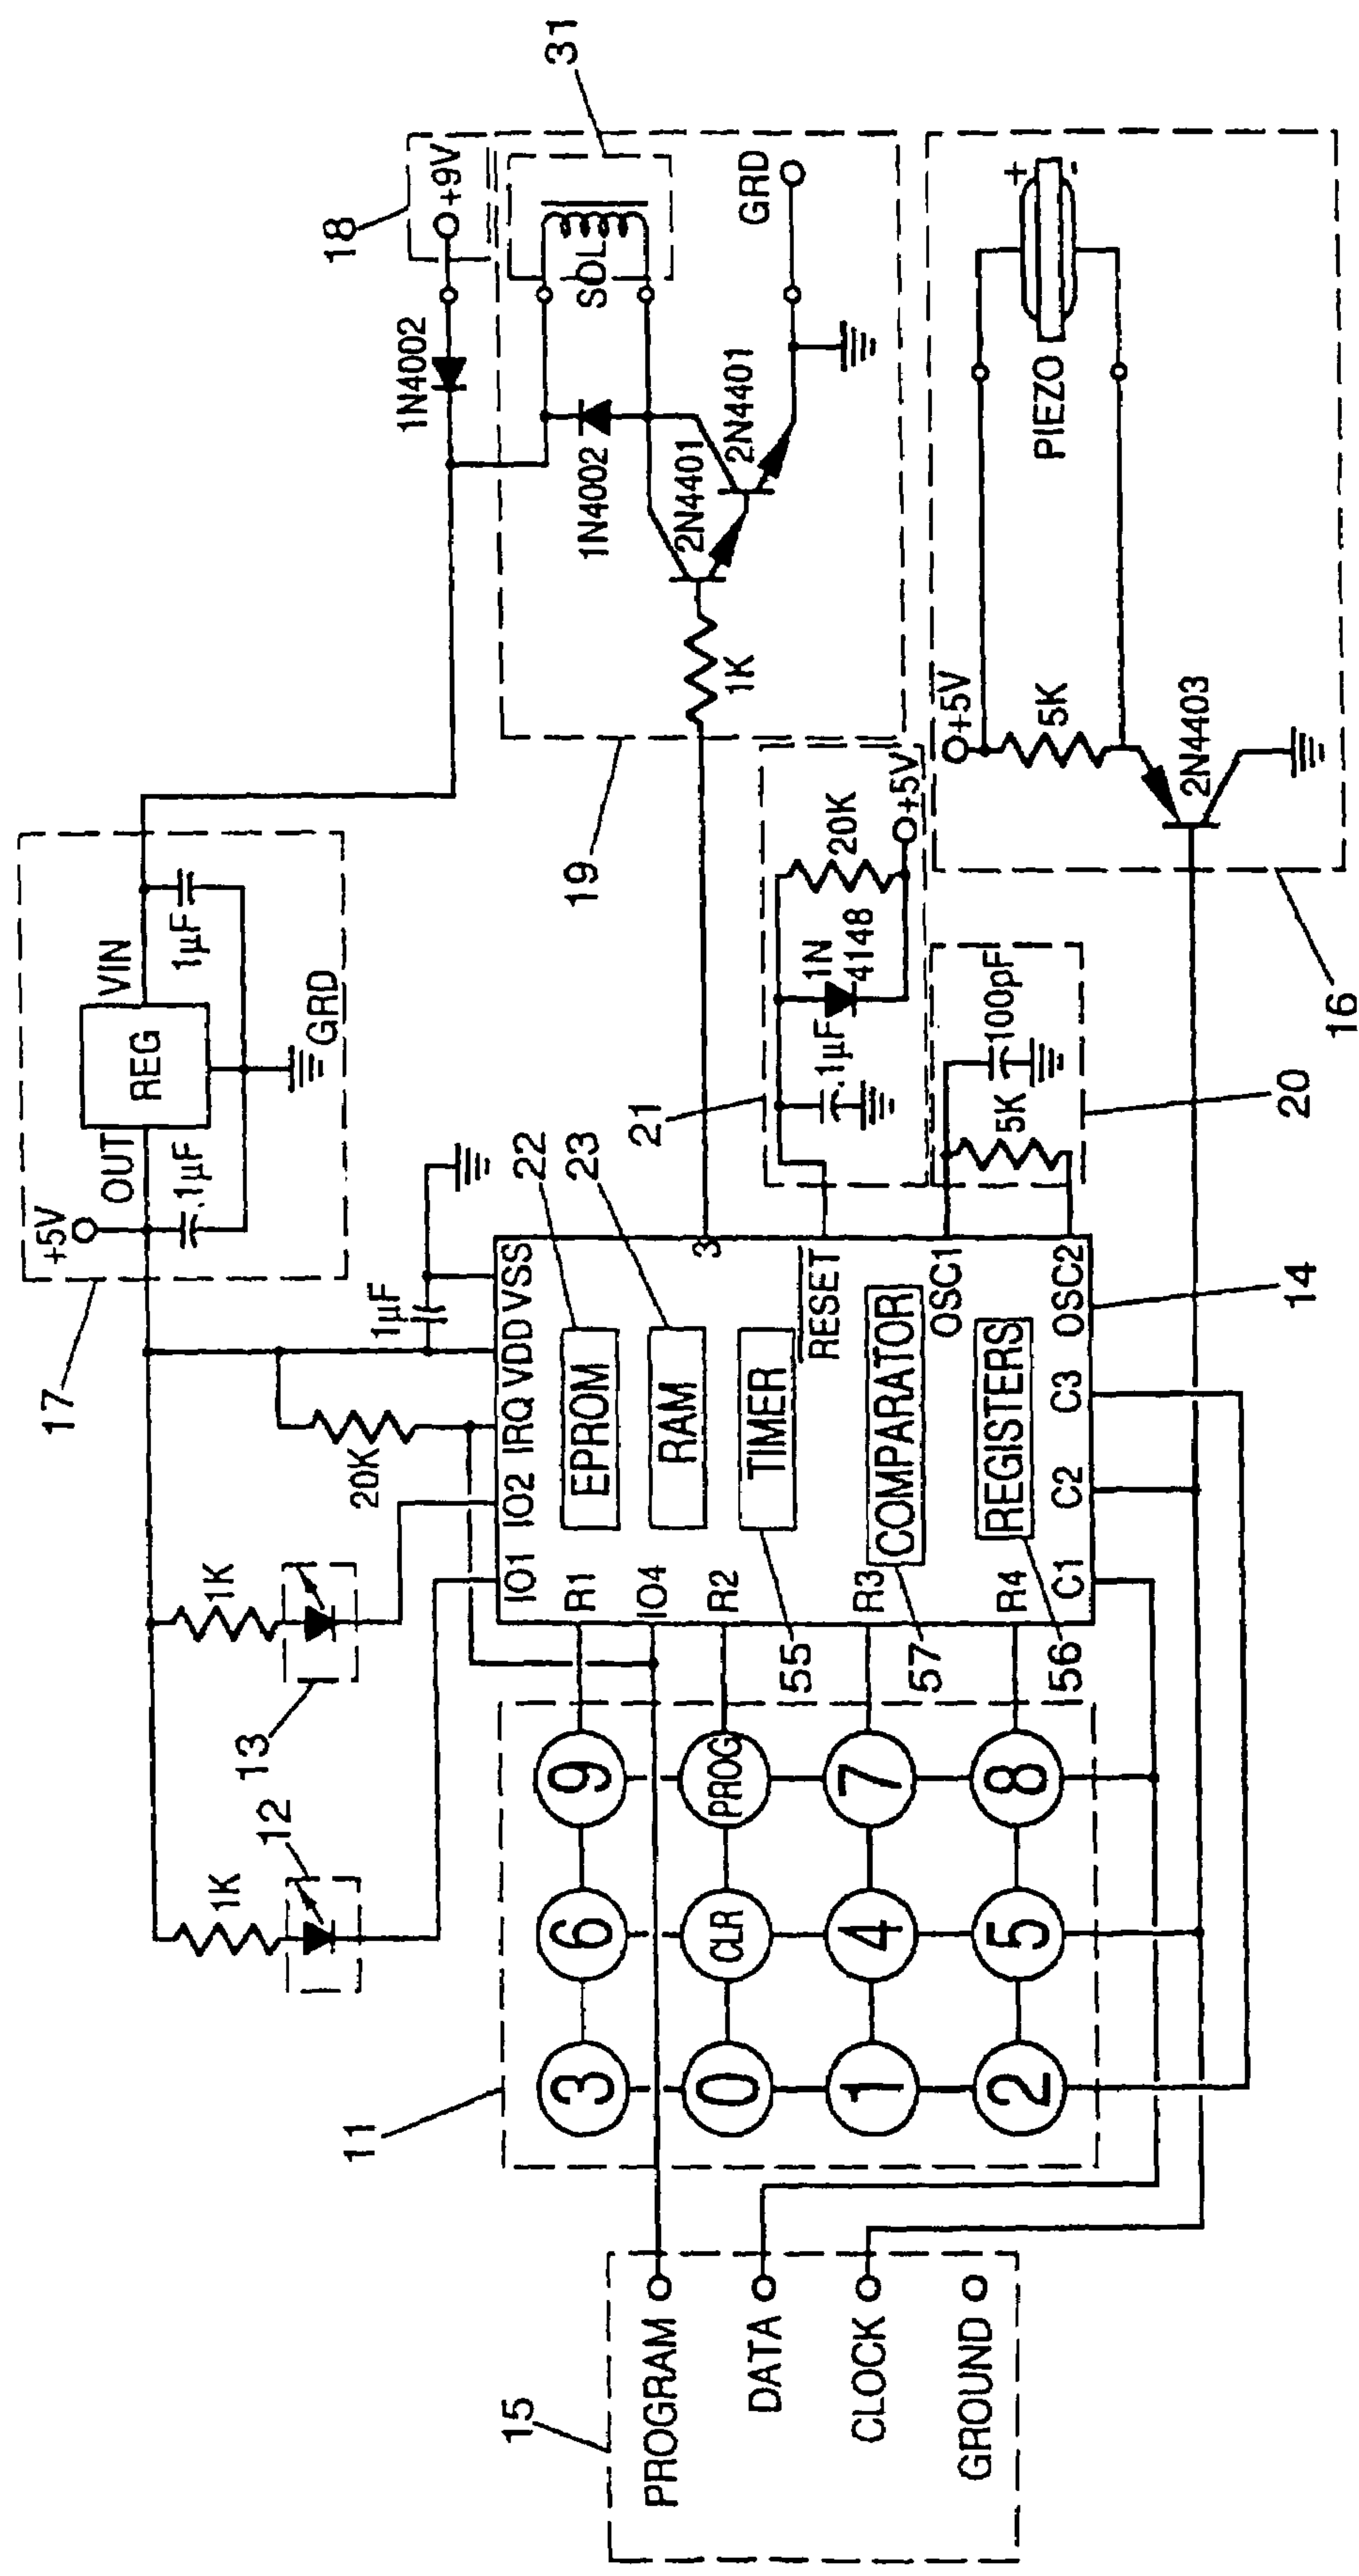 17
+5V
OUT
VIN
REG
.1µF
1µF
GRD
18
+9V
1N4002
31
SOL
1N4002
2N4401
2N4401
GRD
1K
19
12
1K
13
1K
20K
1µF
22
23
21
.1µF
1N
4148
20K
+5V
100pF
5K
20
+5V
5K
PIEZO
+
-
2N4403
16
14
IO1
IO2
IRQ
VDD
VSS
R1
IO4
R2
R3
R4
EPROM
RAM
TIMER
COMPARATOR
REGISTERS
3
RESET
OSC1
OSC2
C1
C2
C3
55
57
56
11
3
6
9
0
CLR
PROG
1
4
7
2
5
8
15
PROGRAM
DATA
CLOCK
GROUND